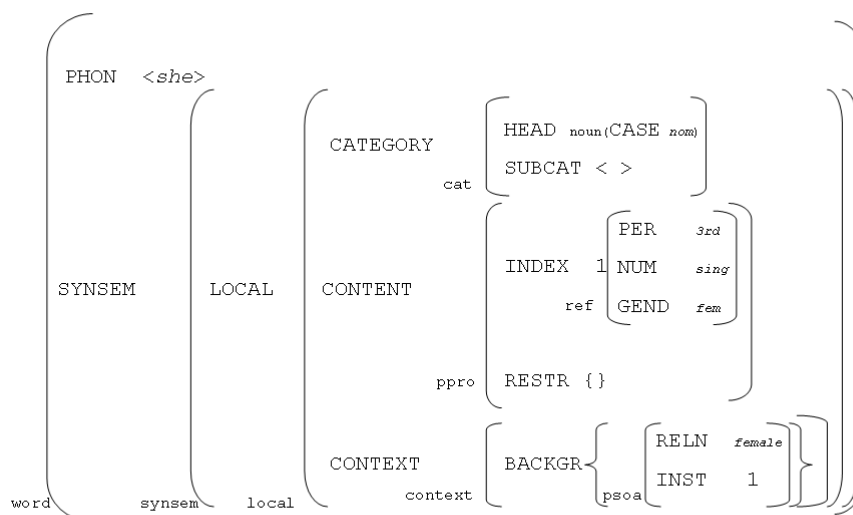 PHON <she>
HEAD noun(CASE nom)
CATEGORY
SUBCAT < >
cat
PER 3rd
INDEX 1 NUM sing
SYNSEM LOCAL CONTENT
ref GEND fem
ppro RESTR {}
RELN female
CONTEXT BACKGR {
INST 1 }
word synsem local context psoa